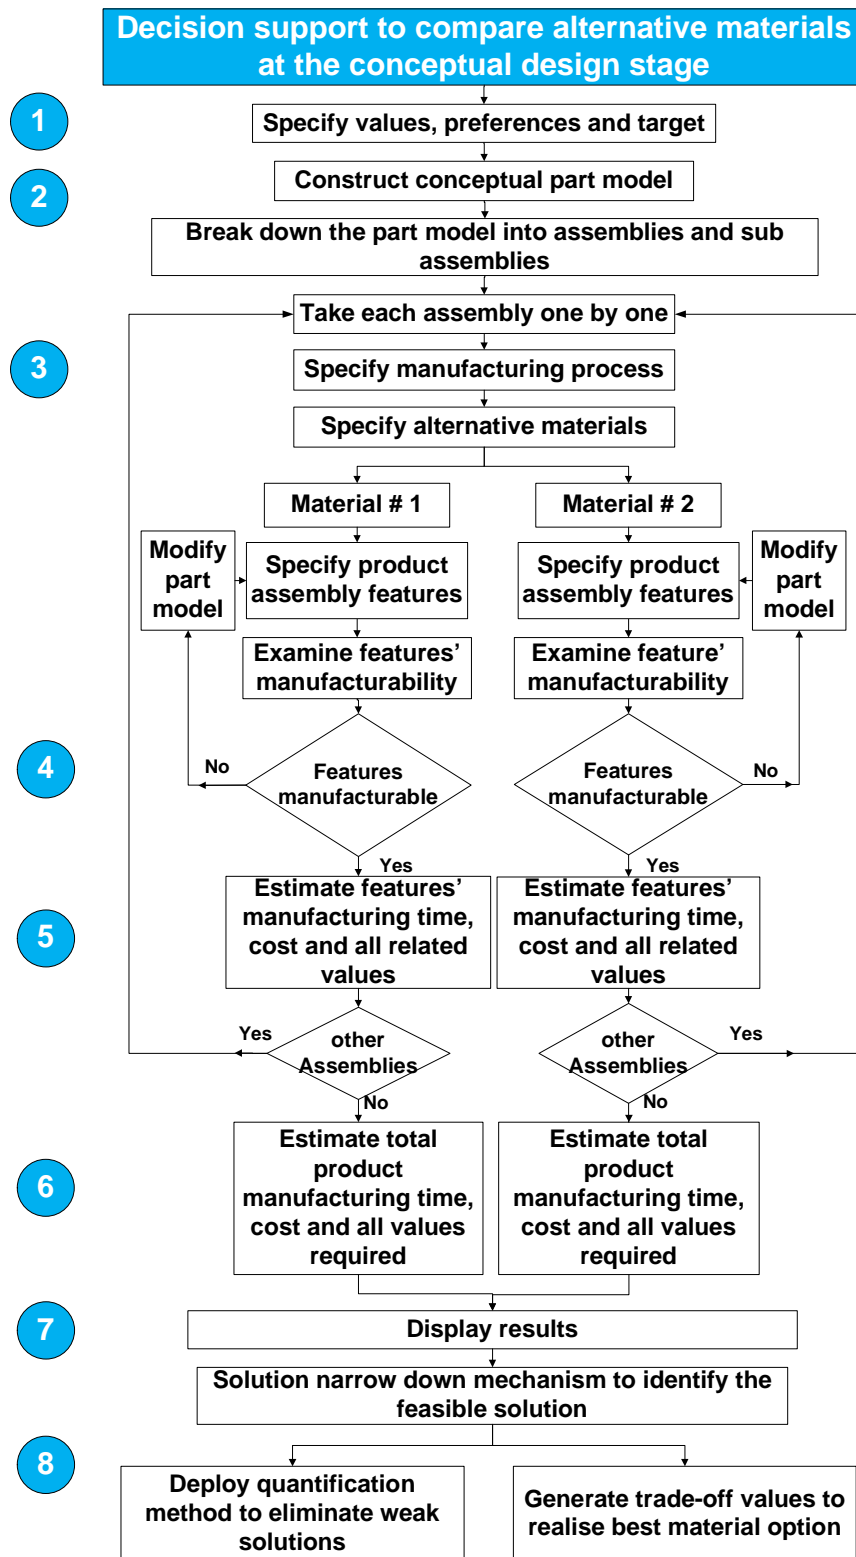 Decision support to compare alternative materials
at the conceptual design stage
1
Specify values, preferences and target
Construct conceptual part model
2
Break down the part model into assemblies and sub
assemblies
Take each assembly one by one
3
Specify manufacturing process
Specify alternative materials
Material # 1
Material # 2
Modify
part
model
Specify product
assembly features
Specify product
assembly features
Modify
part
model
Examine features’
manufacturability
Examine feature’
manufacturability
4
No
Features
manufacturable
Features
manufacturable
No
Yes
Yes
5
Estimate features’
manufacturing time,
cost and all related
values
Estimate features’
manufacturing time,
cost and all related
values
Yes
other
Assemblies
other
Assemblies
Yes
No
No
6
Estimate total
product
manufacturing time,
cost and all values
required
Estimate total
product
manufacturing time,
cost and all values
required
7
Display results
Solution narrow down mechanism to identify the
feasible solution
8
Deploy quantification
method to eliminate weak
solutions
Generate trade-off values to
realise best material option